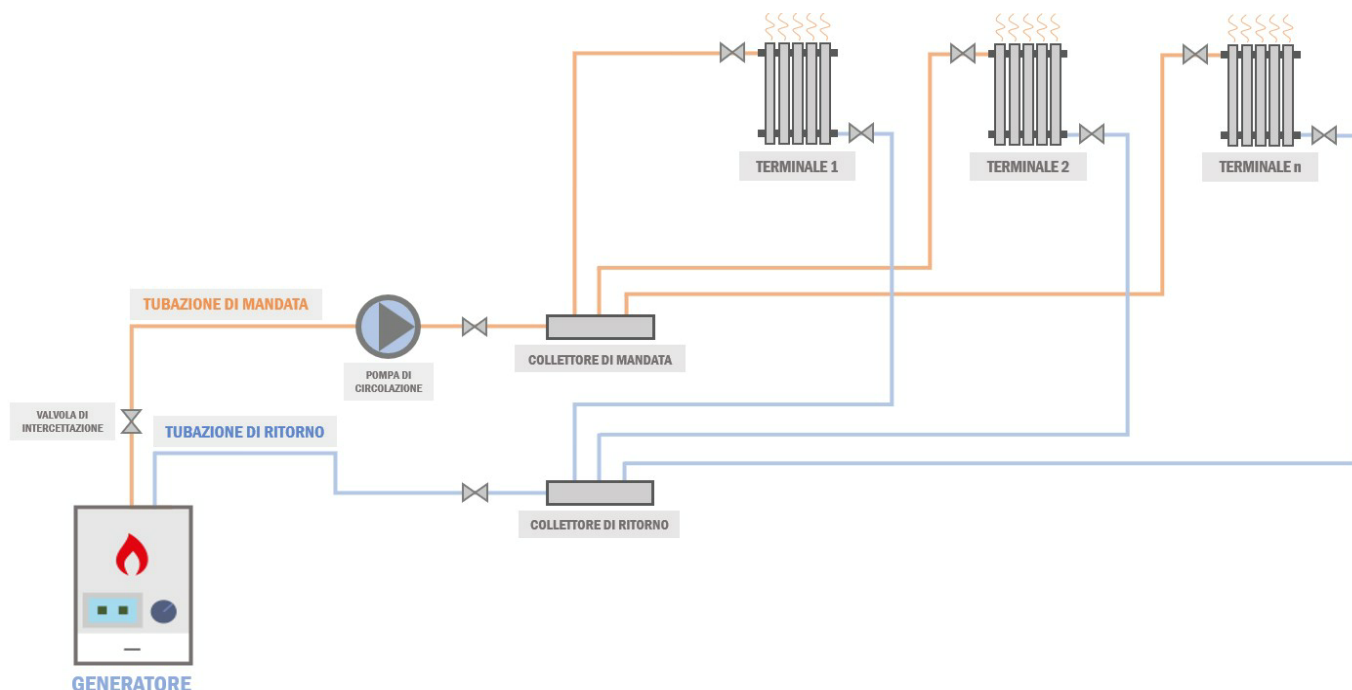 TERMINALE 1
TERMINALE 2
TERMINALE n
TUBAZIONE DI MANDATA
COLLETTORE DI MANDATA
POMPA DI
CIRCOLAZIONE
VALVOLA DI
INTERCETTAZIONE
TUBAZIONE DI RITORNO
COLLETTORE DI RITORNO
GENERATORE